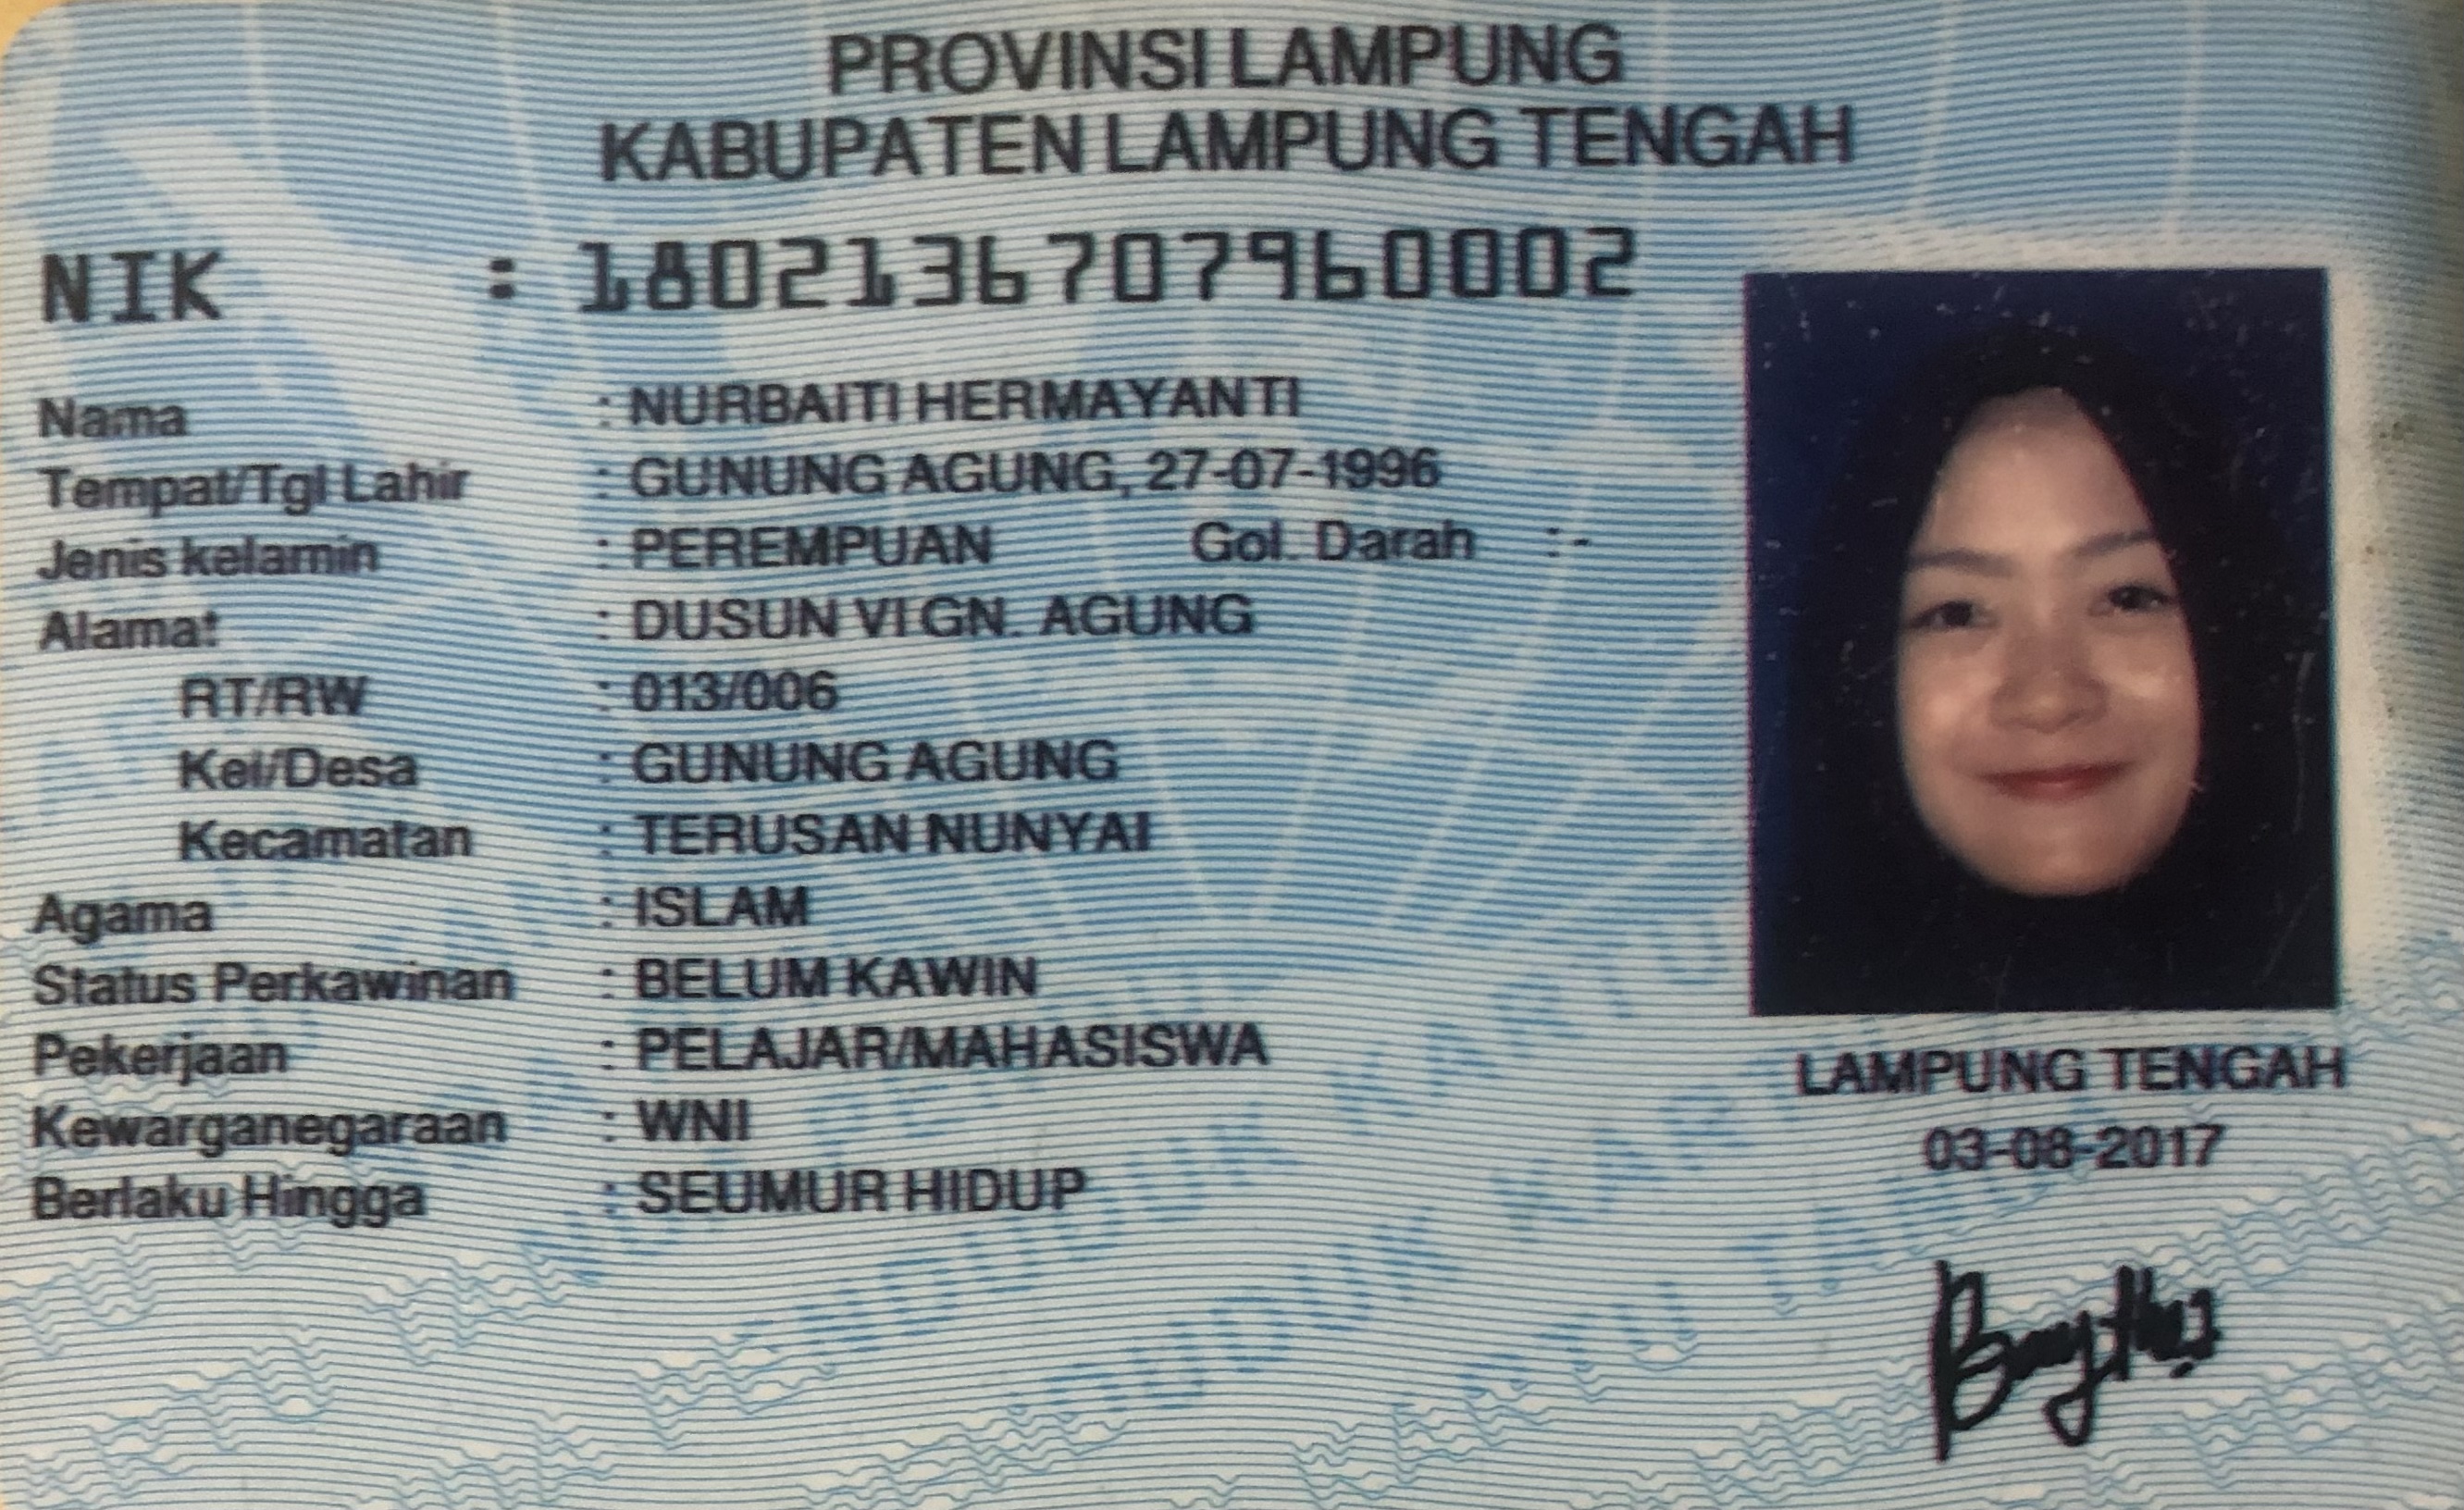 PROVINSI LAMPUNG
KABUPATEN LAMPUNG TENGAH
NIK : 1802136707960002
Nama : NURBAITI HERMAYANTI
Tempat/Tgl Lahir : GUNUNG AGUNG, 27-07-1996
Jenis kelamin : PEREMPUAN Gol. Darah : -
Alamat : DUSUN VI GN. AGUNG
RT/RW : 013/006
Kel/Desa : GUNUNG AGUNG
Kecamatan : TERUSAN NUNYAI
Agama : ISLAM
Status Perkawinan : BELUM KAWIN
Pekerjaan : PELAJAR/MAHASISWA
Kewarganegaraan : WNI
Berlaku Hingga : SEUMUR HIDUP
LAMPUNG TENGAH
03-08-2017